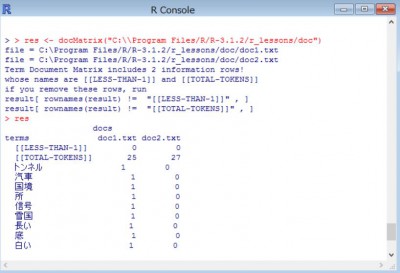 R Console
> > res <- docMatrix("C:\\Program Files/R/R-3.1.2/r_lessons/doc")
file = C:\Program Files/R/R-3.1.2/r_lessons/doc/doc1.txt
file = C:\Program Files/R/R-3.1.2/r_lessons/doc/doc2.txt
Term Document Matrix includes 2 information rows!
whose names are [[LESS-THAN-1]] and [[TOTAL-TOKENS]]
if you remove these rows, run
result[ rownames(result) != "[[LESS-THAN-1]]" , ]
result[ rownames(result) != "[[TOTAL-TOKENS]]" , ]
> res
docs
terms doc1.txt doc2.txt
[[LESS-THAN-1]] 0 0
[[TOTAL-TOKENS]] 25 27
トンネル 1 0
汽車 1 0
国境 1 0
所 1 0
信号 1 0
雪国 1 0
長い 1 0
底 1 0
白い 1 0